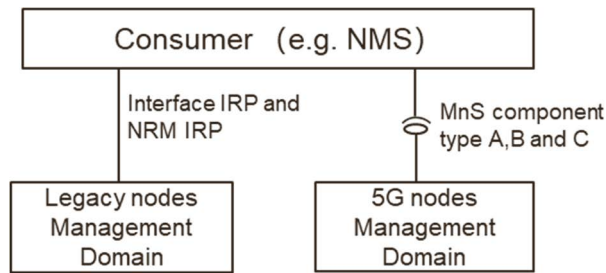 Consumer (e.g. NMS)
Interface IRP and
NRM IRP
MnS component
type A,B and C
Legacy nodes
Management
Domain
5G nodes
Management
Domain